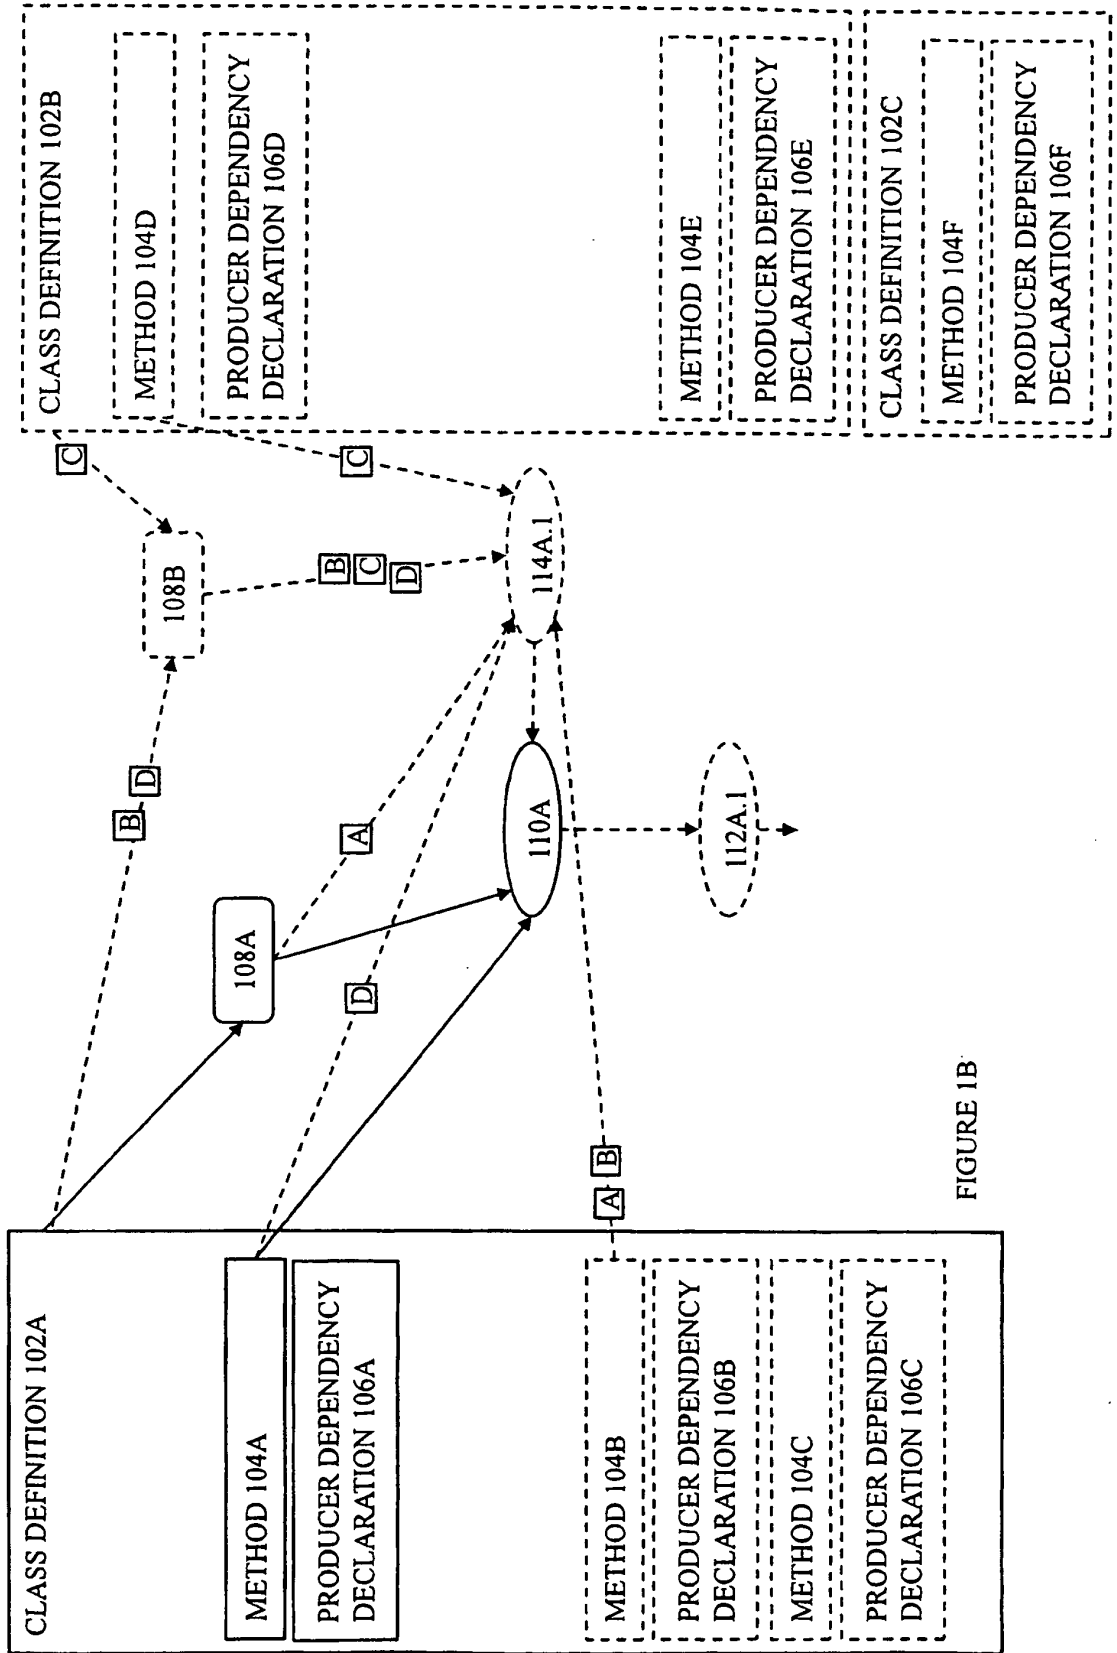 CLASS DEFINITION 102A
METHOD 104A
PRODUCER DEPENDENCY
DECLARATION 106A
METHOD 104B
PRODUCER DEPENDENCY
DECLARATION 106B
METHOD 104C
PRODUCER DEPENDENCY
DECLARATION 106C
B
D
108A
108B
C
A
D
B
C
D
C
A
B
110A
114A.1
112A.1
CLASS DEFINITION 102B
METHOD 104D
PRODUCER DEPENDENCY
DECLARATION 106D
METHOD 104E
PRODUCER DEPENDENCY
DECLARATION 106E
CLASS DEFINITION 102C
METHOD 104F
PRODUCER DEPENDENCY
DECLARATION 106F
FIGURE 1B